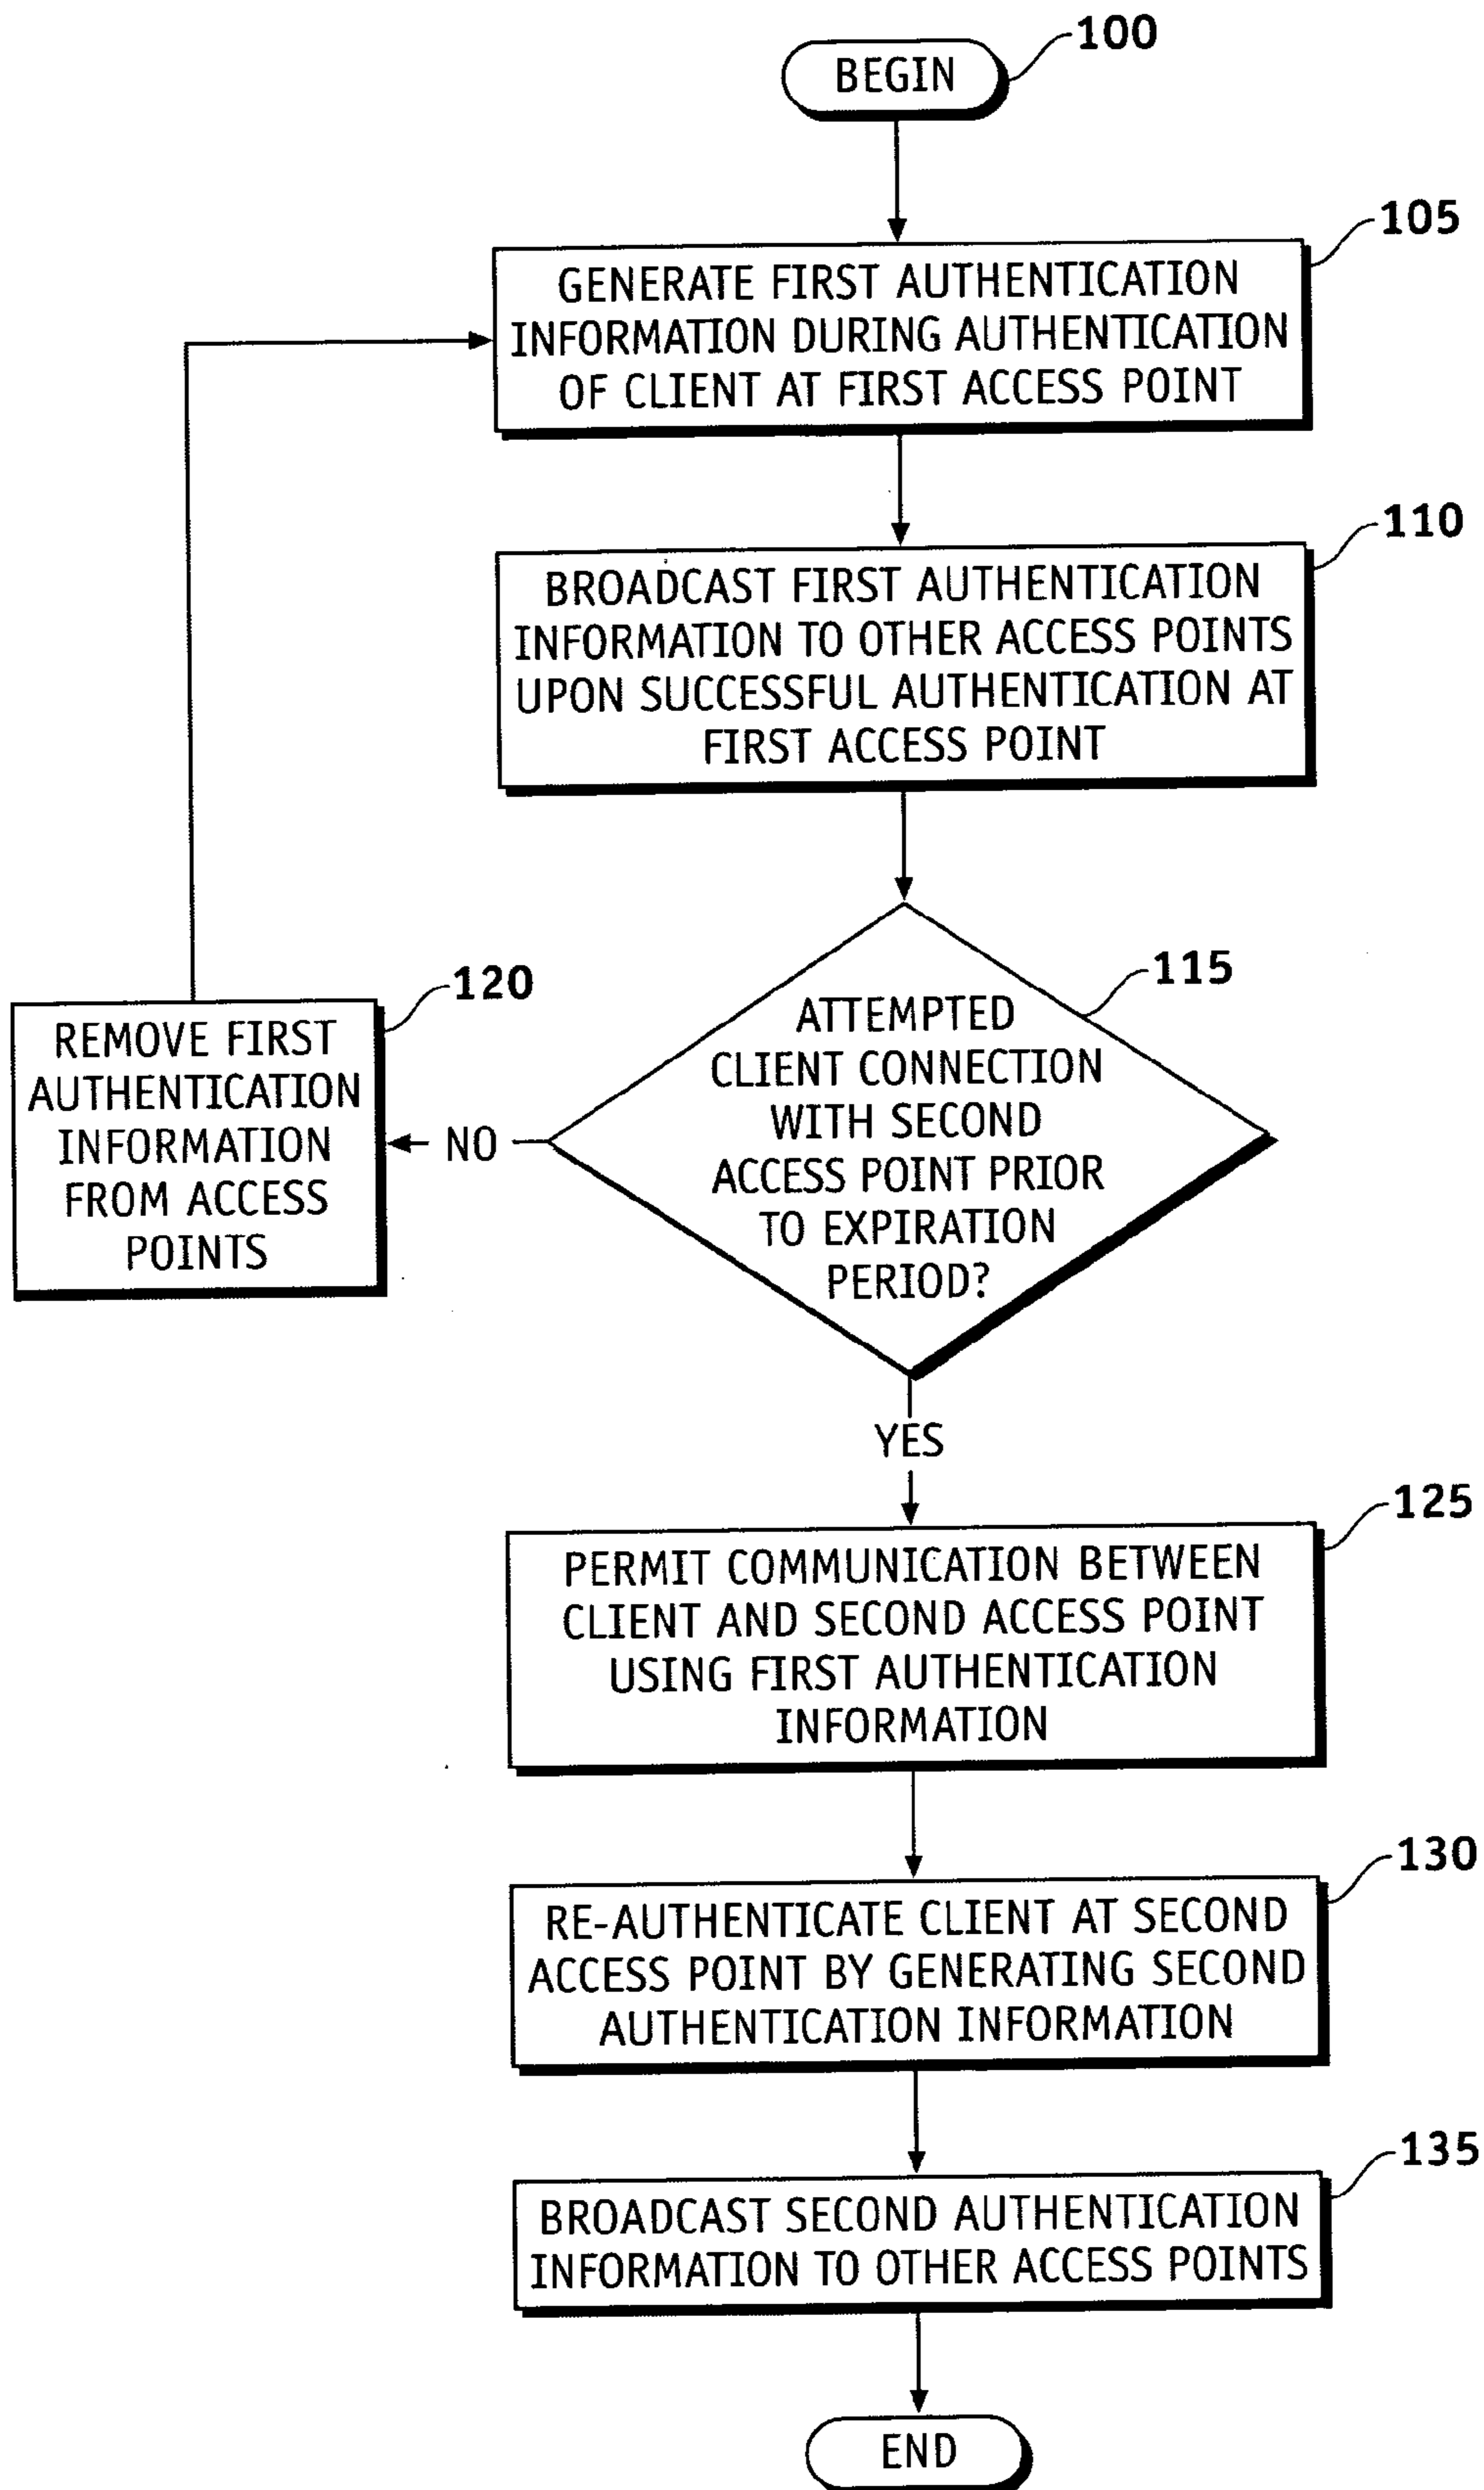 100
BEGIN
105
GENERATE FIRST AUTHENTICATION
INFORMATION DURING AUTHENTICATION
OF CLIENT AT FIRST ACCESS POINT
110
BROADCAST FIRST AUTHENTICATION
INFORMATION TO OTHER ACCESS POINTS
UPON SUCCESSFUL AUTHENTICATION AT
FIRST ACCESS POINT
115
ATTEMPTED
CLIENT CONNECTION
WITH SECOND
ACCESS POINT PRIOR
TO EXPIRATION
PERIOD?
NO
120
REMOVE FIRST
AUTHENTICATION
INFORMATION
FROM ACCESS
POINTS
YES
125
PERMIT COMMUNICATION BETWEEN
CLIENT AND SECOND ACCESS POINT
USING FIRST AUTHENTICATION
INFORMATION
130
RE-AUTHENTICATE CLIENT AT SECOND
ACCESS POINT BY GENERATING SECOND
AUTHENTICATION INFORMATION
135
BROADCAST SECOND AUTHENTICATION
INFORMATION TO OTHER ACCESS POINTS
END